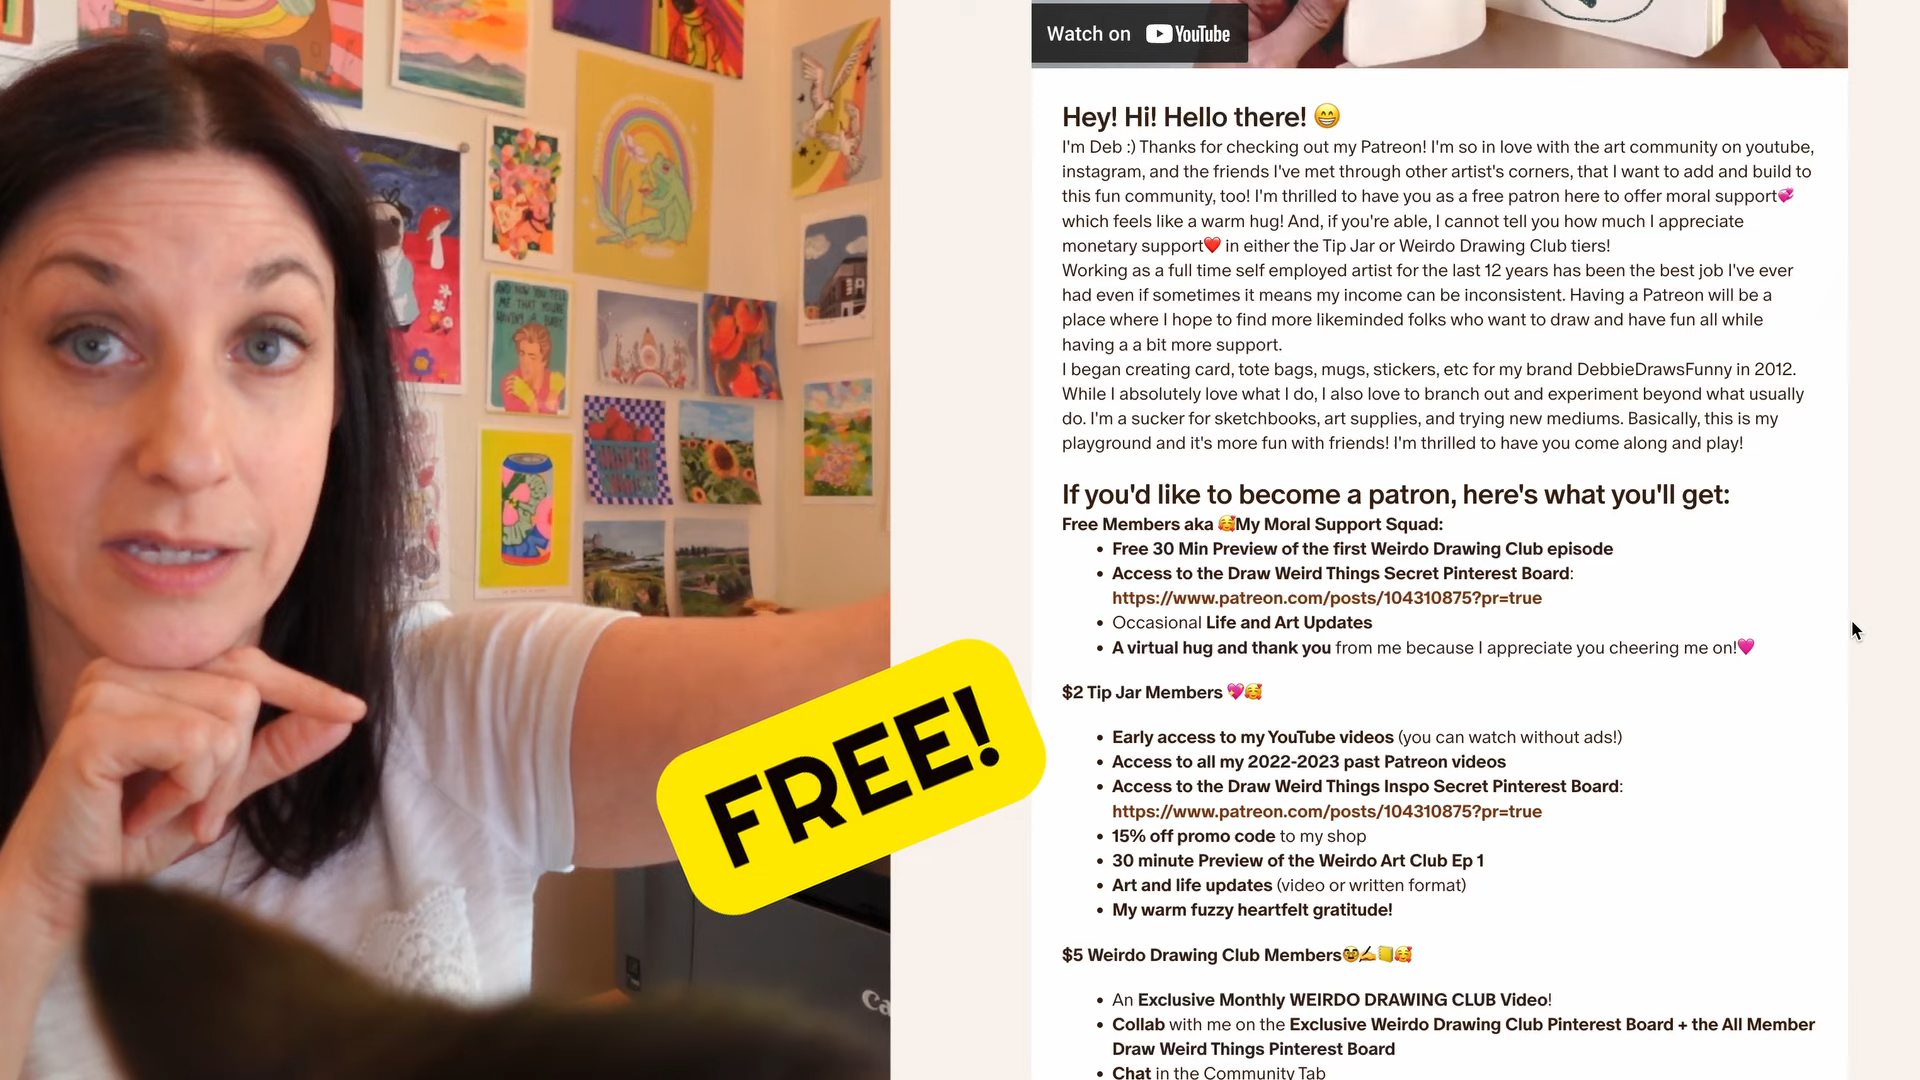 Watch on YouTube
Hey! Hi! Hello there! 😁
I'm Deb :) Thanks for checking out my Patreon! I'm so in love with the art community on youtube,
instagram, and the friends I've met through other artist's corners, that I want to add and build to
this fun community, too! I'm thrilled to have you as a free patron here to offer moral support💞
which feels like a warm hug! And, if you're able, I cannot tell you how much I appreciate
monetary support❤️ in either the Tip Jar or Weirdo Drawing Club tiers!
Working as a full time self employed artist for the last 12 years has been the best job I've ever
had even if sometimes it means my income can be inconsistent. Having a Patreon will be a
place where I hope to find more likeminded folks who want to draw and have fun all while
having a a bit more support.
I began creating card, tote bags, mugs, stickers, etc for my brand DebbieDrawsFunny in 2012.
While I absolutely love what I do, I also love to branch out and experiment beyond what usually
do. I'm a sucker for sketchbooks, art supplies, and trying new mediums. Basically, this is my
playground and it's more fun with friends! I'm thrilled to have you come along and play!
If you'd like to become a patron, here's what you'll get:
Free Members aka 🥰My Moral Support Squad:
• Free 30 Min Preview of the first Weirdo Drawing Club episode
• Access to the Draw Weird Things Secret Pinterest Board:
https://www.patreon.com/posts/104310875?pr=true
• Occasional Life and Art Updates
• A virtual hug and thank you from me because I appreciate you cheering me on!💗
$2 Tip Jar Members 💖🥰
• Early access to my YouTube videos (you can watch without ads!)
• Access to all my 2022-2023 past Patreon videos
• Access to the Draw Weird Things Inspo Secret Pinterest Board:
https://www.patreon.com/posts/104310875?pr=true
• 15% off promo code to my shop
• 30 minute Preview of the Weirdo Art Club Ep 1
• Art and life updates (video or written format)
• My warm fuzzy heartfelt gratitude!
$5 Weirdo Drawing Club Members🥸✍️📒🥰
• An Exclusive Monthly WEIRDO DRAWING CLUB Video!
• Collab with me on the Exclusive Weirdo Drawing Club Pinterest Board + the All Member
Draw Weird Things Pinterest Board
• Chat in the Community Tab
FREE!
AND NOW YOU TELL
ME THAT YOU'RE
HAVING A BABY
Ca